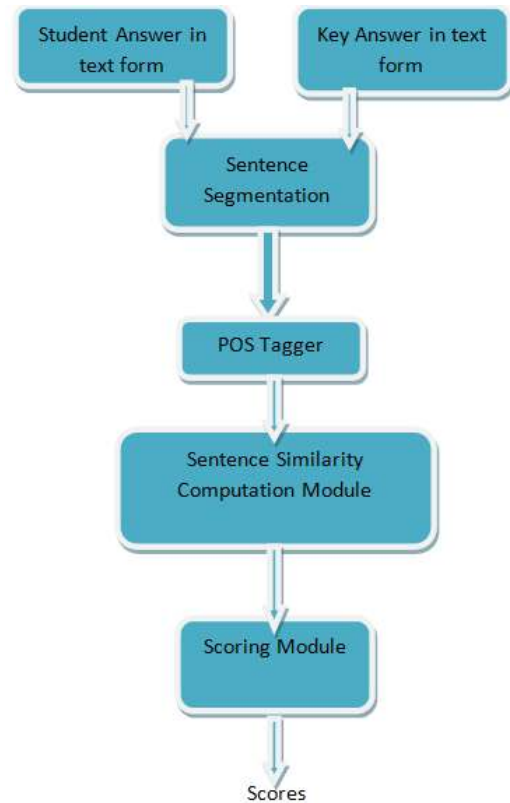 Student Answer in
text form
Key Answer in text
form
Sentence
Segmentation
POS Tagger
Sentence Similarity
Computation Module
Scoring Module
Scores